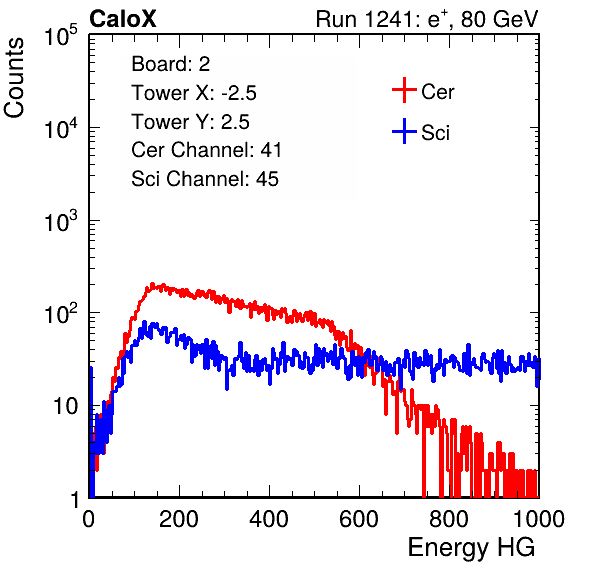 CaloX Run 1241: e⁺, 80 GeV
Counts
10⁵
10⁴
10³
10²
10
1
Board: 2
Tower X: -2.5
Tower Y: 2.5
Cer Channel: 41
Sci Channel: 45
Cer
Sci
0 200 400 600 800 1000
Energy HG